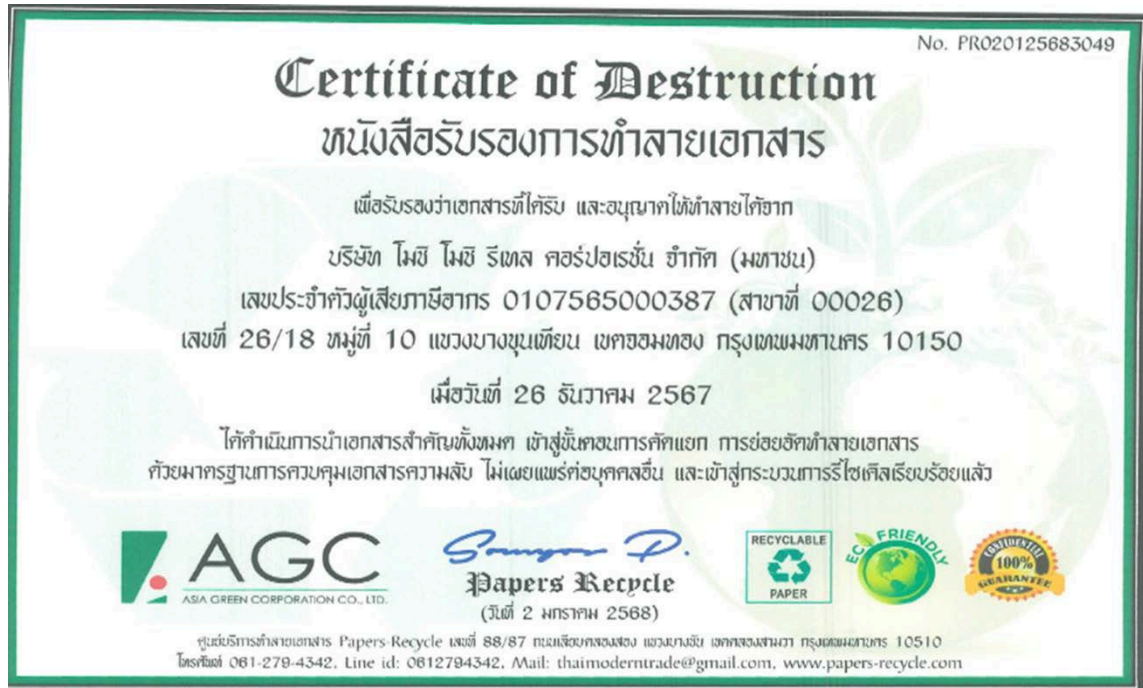 No. PR020125683049
Certificate of Destruction
หนังสือรับรองการทำลายเอกสาร
เพื่อรับรองว่าเอกสารที่ได้รับ และอนุญาตให้ทำลายได้จาก
บริษัท โมชิ โมชิ รีเทล คอร์ปอเรชั่น จำกัด (มหาชน)
เลขประจำตัวผู้เสียภาษีอากร 0107565000387 (สาขาที่ 00026)
เลขที่ 26/18 หมู่ที่ 10 แขวงบางขุนเทียน เขตจอมทอง กรุงเทพมหานคร 10150
เมื่อวันที่ 26 ธันวาคม 2567
ได้ดำเนินการนำเอกสารสำคัญทั้งหมด เข้าสู่ขั้นตอนการคัดแยก การย่อยอัดทำลายเอกสาร
ด้วยมาตรฐานการควบคุมเอกสารความลับ ไม่เผยแพร่ต่อบุคคลอื่น และเข้าสู่กระบวนการรีไซเคิลเรียบร้อยแล้ว
AGC
ASIA GREEN CORPORATION CO., LTD.
Somyos P.
Papers Recycle
(วันที่ 2 มกราคม 2568)
RECYCLABLE
PAPER
ECO FRIENDLY
CONFIDENTIAL
100%
GUARANTEE
ศูนย์บริการทำลายเอกสาร Papers-Recycle เลขที่ 88/87 ถนนเลียบคลองสอง แขวงบางชัน เขตคลองสามวา กรุงเทพมหานคร 10510
โทรศัพท์ 061-279-4342, Line id: 0612794342, Mail: thaimoderntrade@gmail.com, www.papers-recycle.com